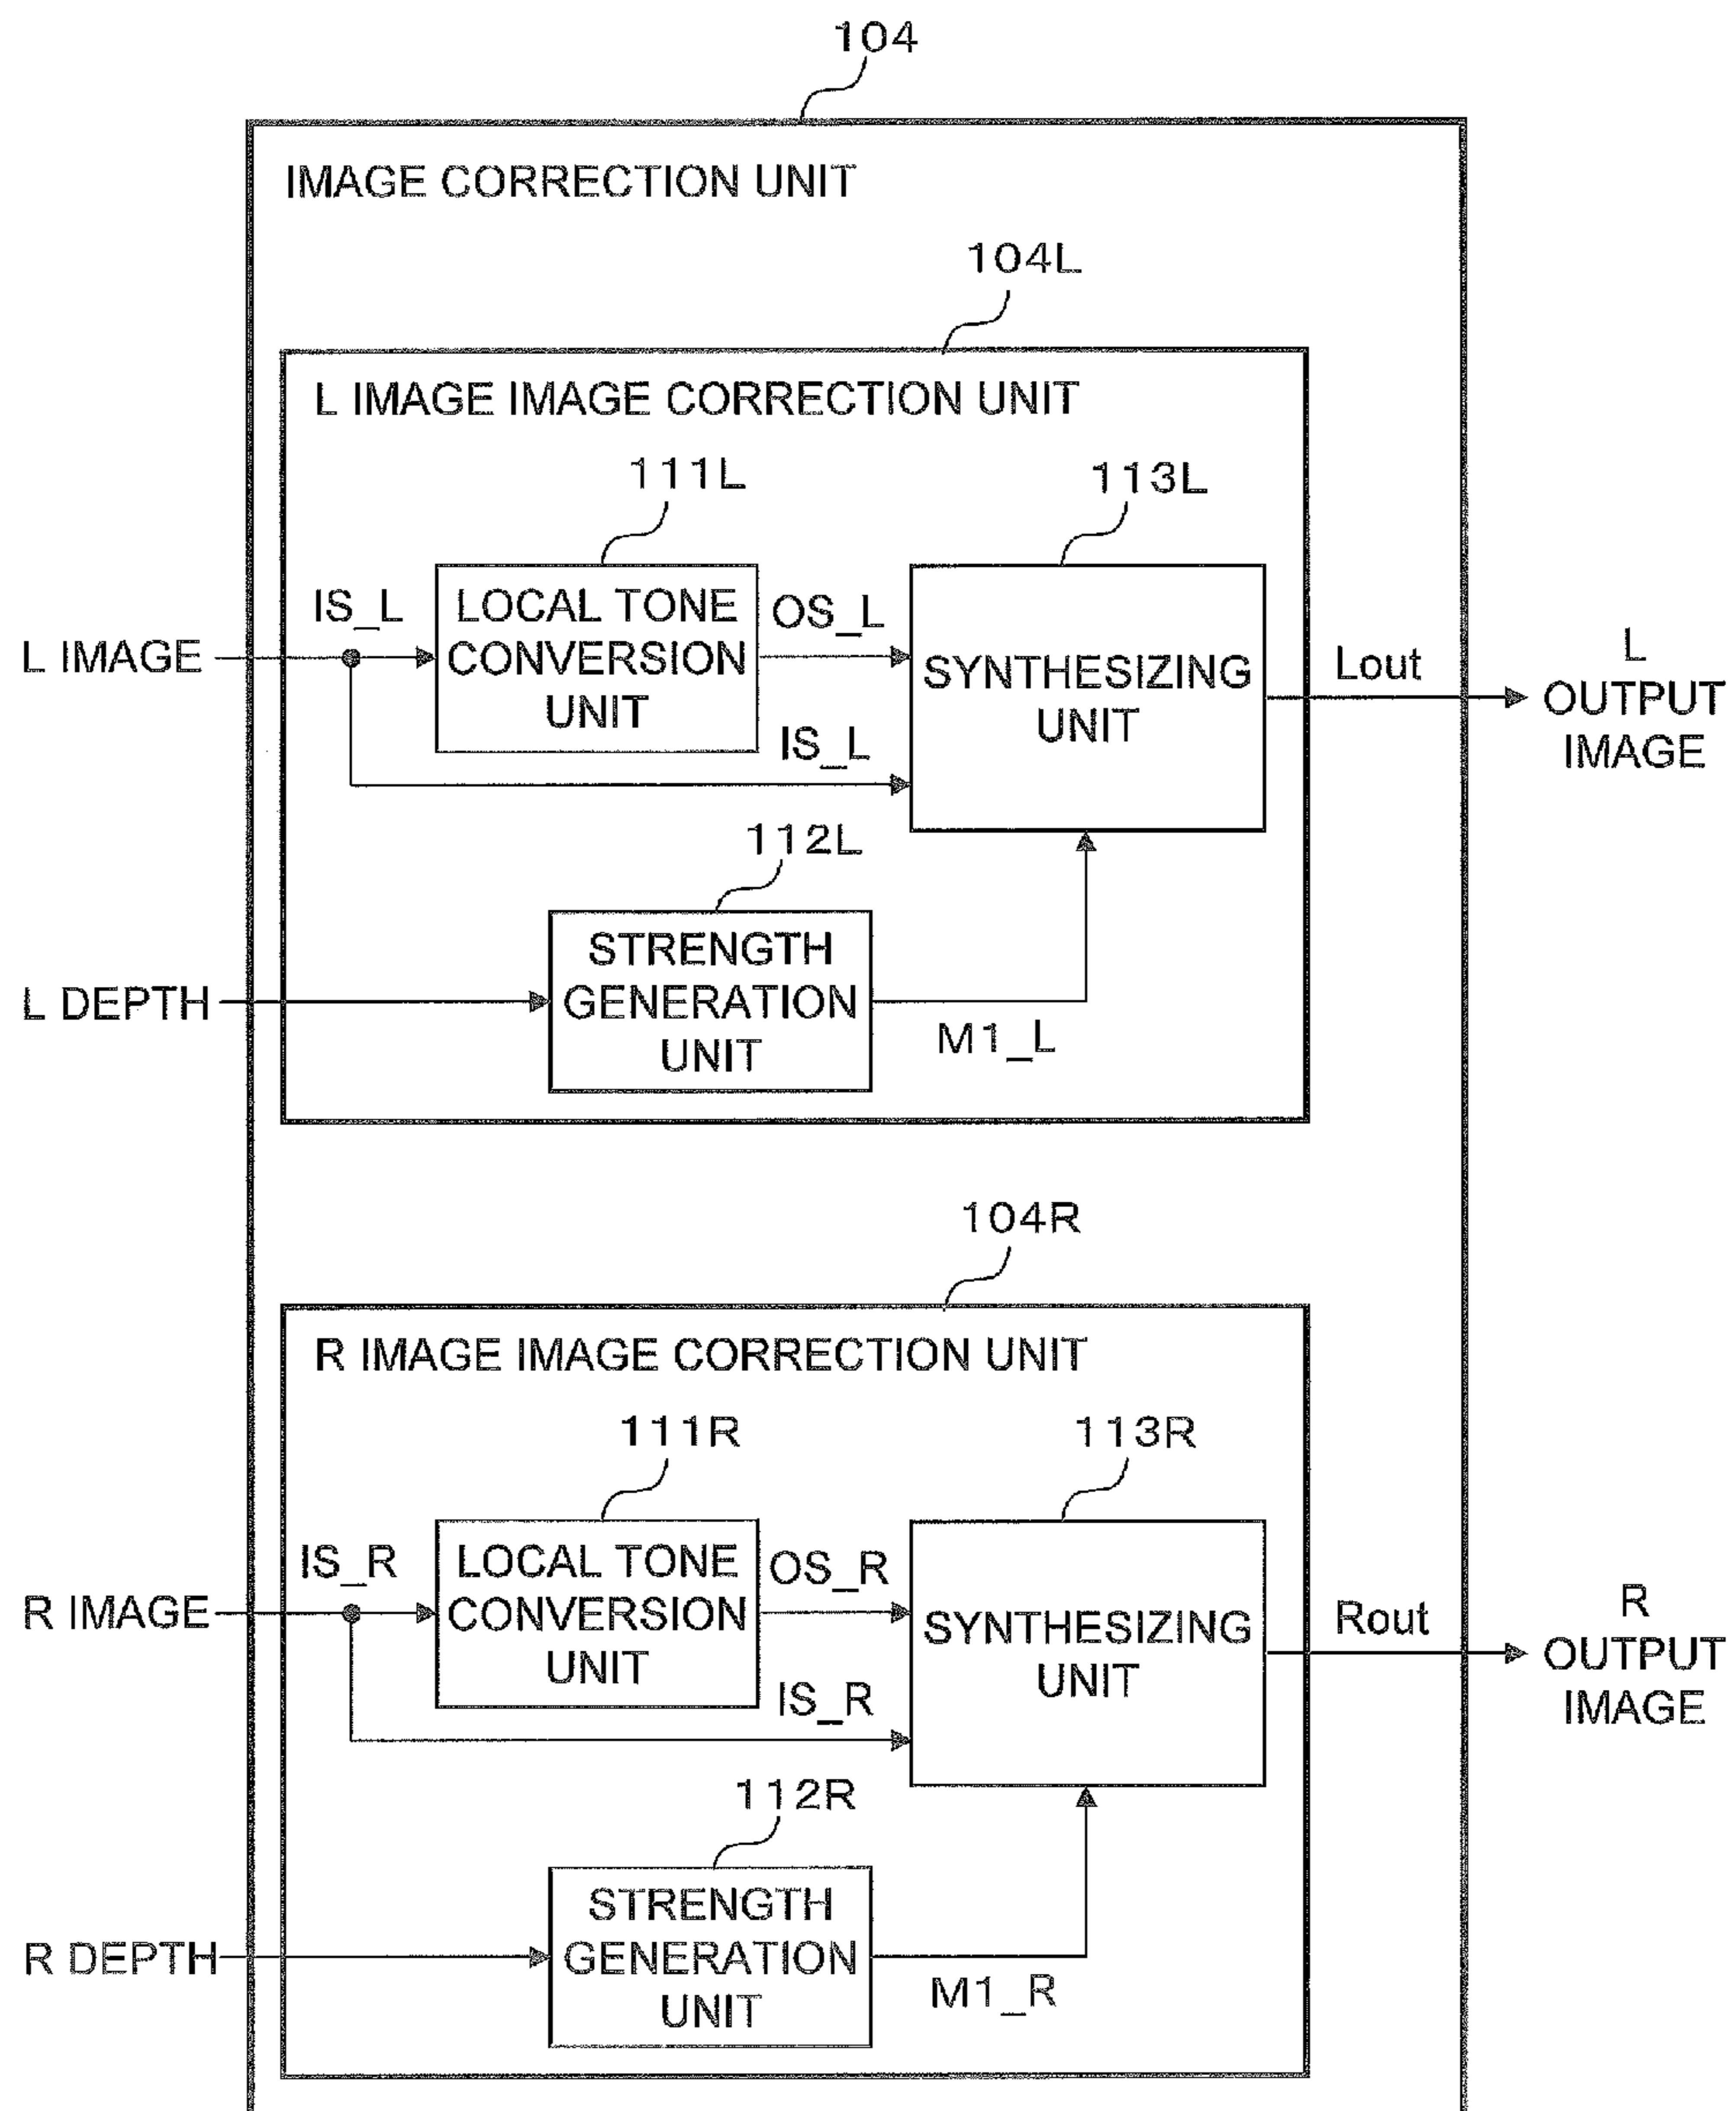 104
IMAGE CORRECTION UNIT
104L
L IMAGE IMAGE CORRECTION UNIT
111L
113L
IS_L
LOCAL TONE
CONVERSION
UNIT
OS_L
L IMAGE
SYNTHESIZING
UNIT
Lout
L
OUTPUT
IMAGE
IS_L
112L
STRENGTH
GENERATION
UNIT
L DEPTH
M1_L
104R
R IMAGE IMAGE CORRECTION UNIT
111R
113R
IS_R
LOCAL TONE
CONVERSION
UNIT
OS_R
R IMAGE
SYNTHESIZING
UNIT
Rout
R
OUTPUT
IMAGE
IS_R
112R
STRENGTH
GENERATION
UNIT
R DEPTH
M1_R